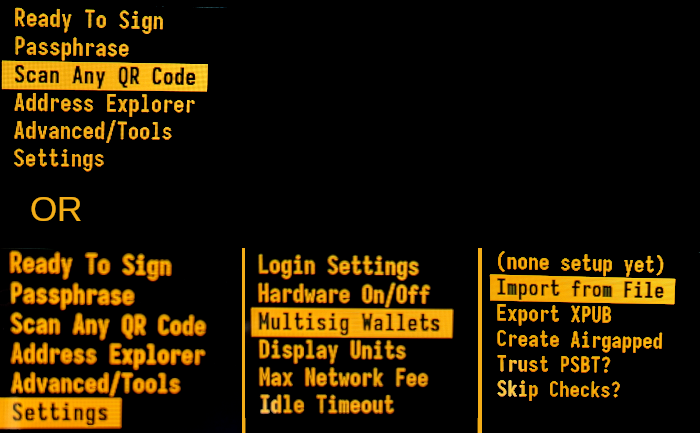 Ready To Sign
Passphrase
Scan Any QR Code
Address Explorer
Advanced/Tools
Settings
OR
Ready To Sign
Passphrase
Scan Any QR Code
Address Explorer
Advanced/Tools
Settings
Login Settings
Hardware On/Off
Multisig Wallets
Display Units
Max Network Fee
Idle Timeout
(none setup yet)
Import from File
Export XPUB
Create Airgapped
Trust PSBT?
Skip Checks?